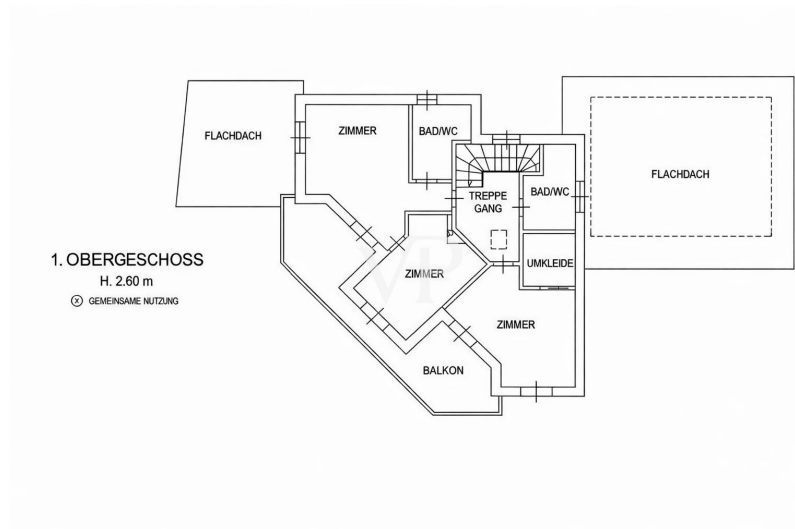 FLACHDACH
ZIMMER
BAD/WC
FLACHDACH
TREPPE
GANG
BAD/WC
1. OBERGESCHOSS
H. 2.60 m
X GEMEINSAME NUTZUNG
ZIMMER
UMKLEIDE
VP
ZIMMER
BALKON